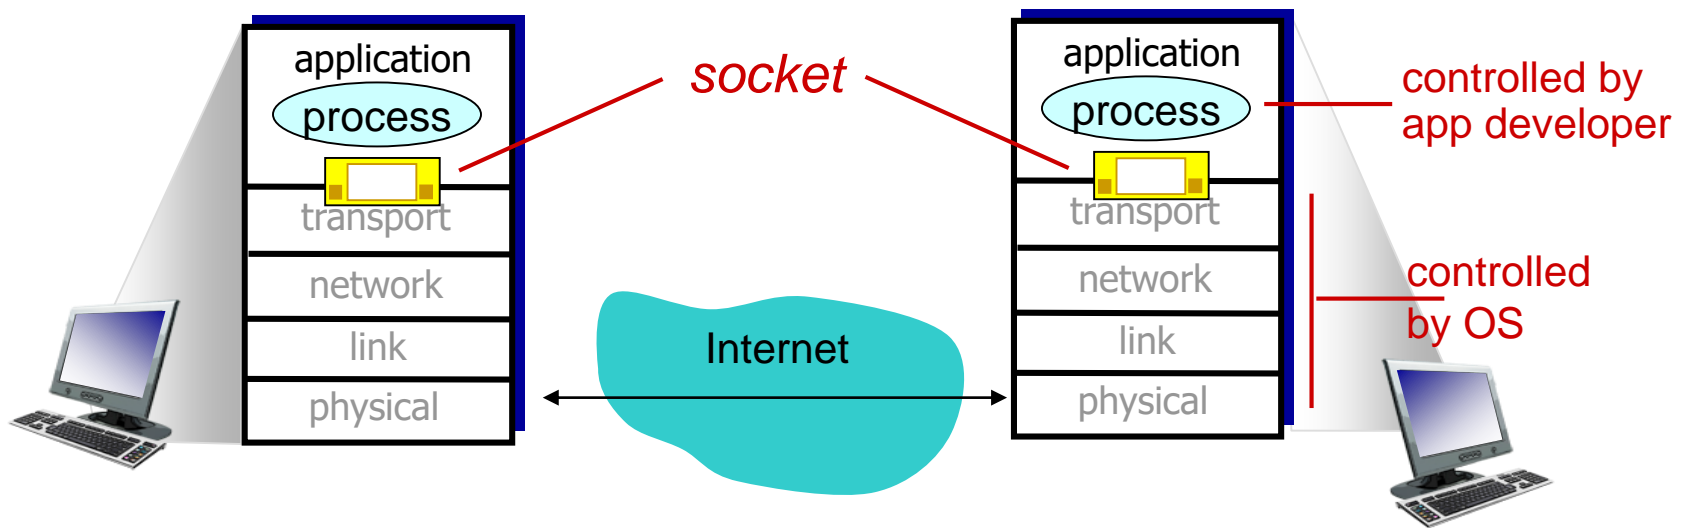 application
process
transport
network
link
physical
socket
Internet
application
process
transport
network
link
physical
controlled by
app developer
controlled
by OS